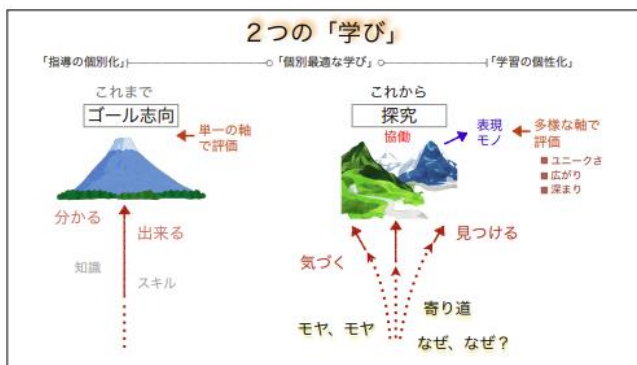 2つの「学び」
「指導の個別化」
「個別最適な学び」
「学習の個性化」
これまで
ゴール志向
単一の軸
で評価
分かる
出来る
知識
スキル
これから
探究
協働
表現
モノ
多様な軸で
評価
■ ユニークさ
■ 広がり
■ 深まり
気づく
見つける
モヤ、モヤ
寄り道
なぜ、なぜ？